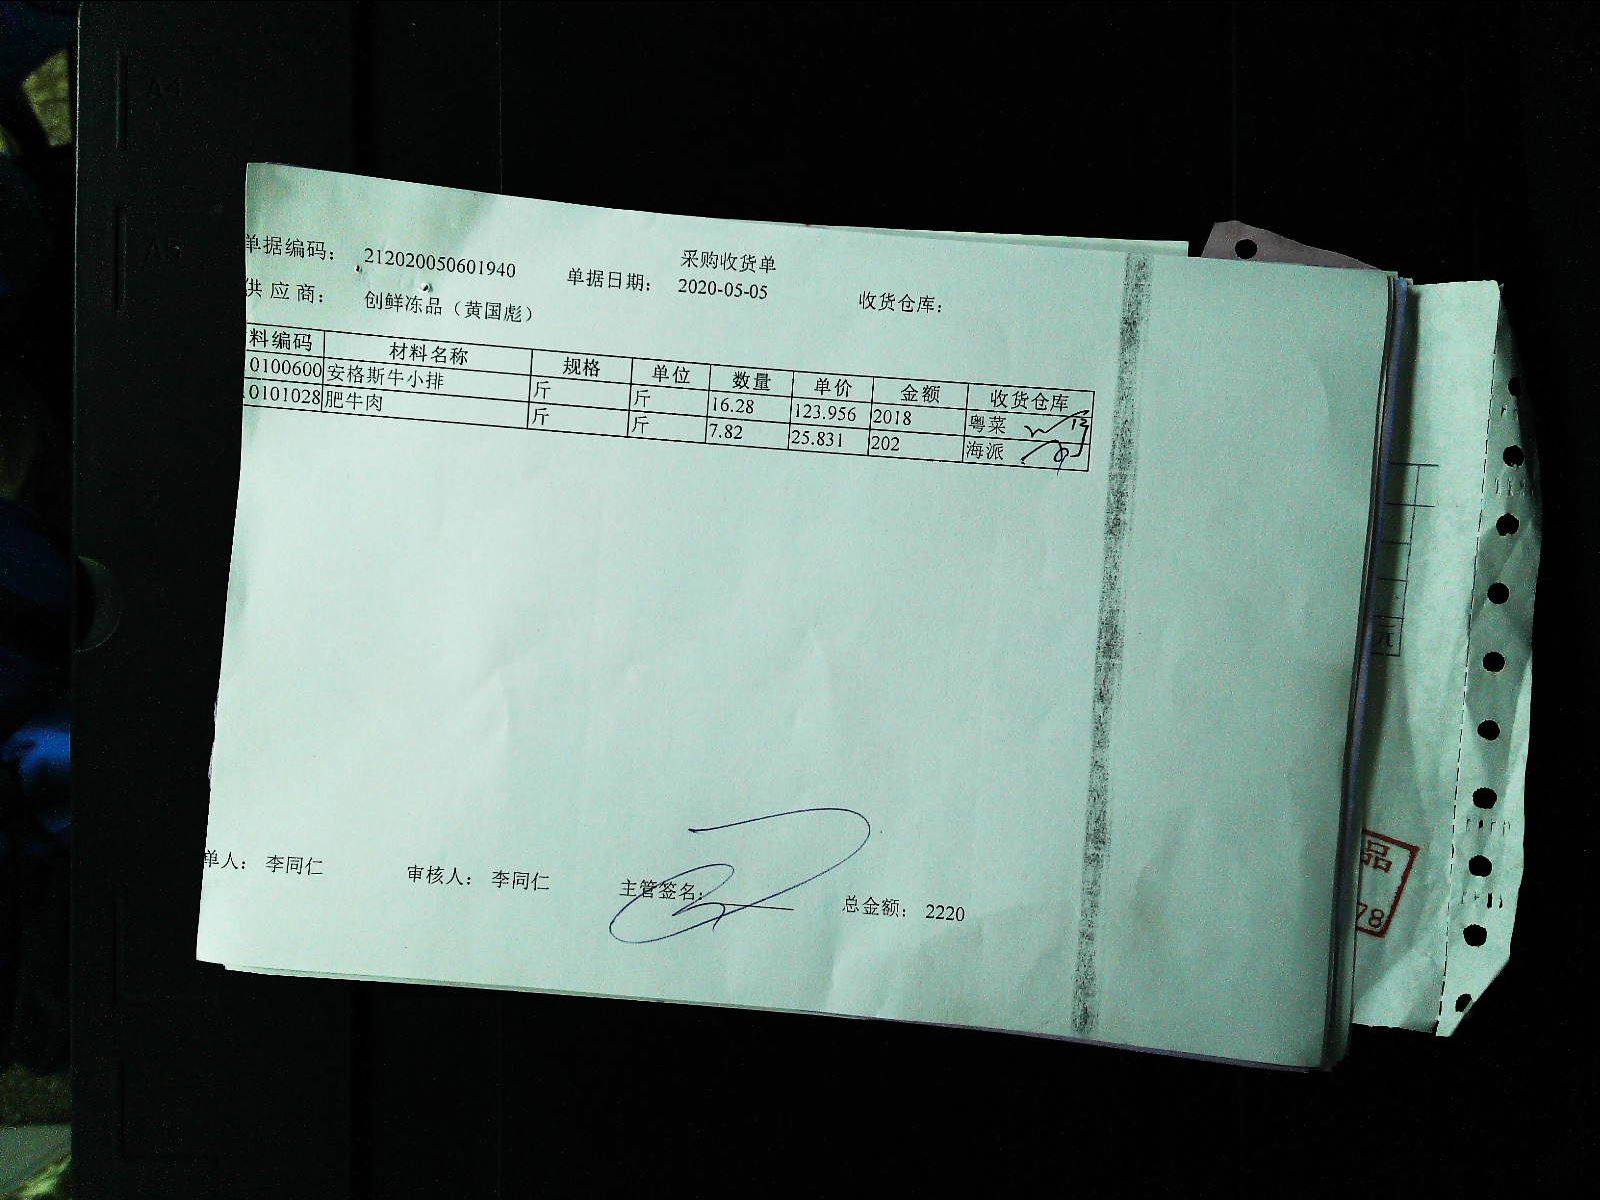 采购收货单
单据编码： 212020050601940 单据日期： 2020-05-05 收货仓库：
供 应 商： 创鲜冻品（黄国彪）
料编码 材料名称 规格 单位 数量 单价 金额 收货仓库
0100600 安格斯牛小排 斤 斤 16.28 123.956 2018 粤菜
0101028 肥牛肉 斤 斤 7.82 25.831 202 海派
单人： 李同仁 审核人： 李同仁 主管签名： 总金额： 2220
元
品
78
A4
A5